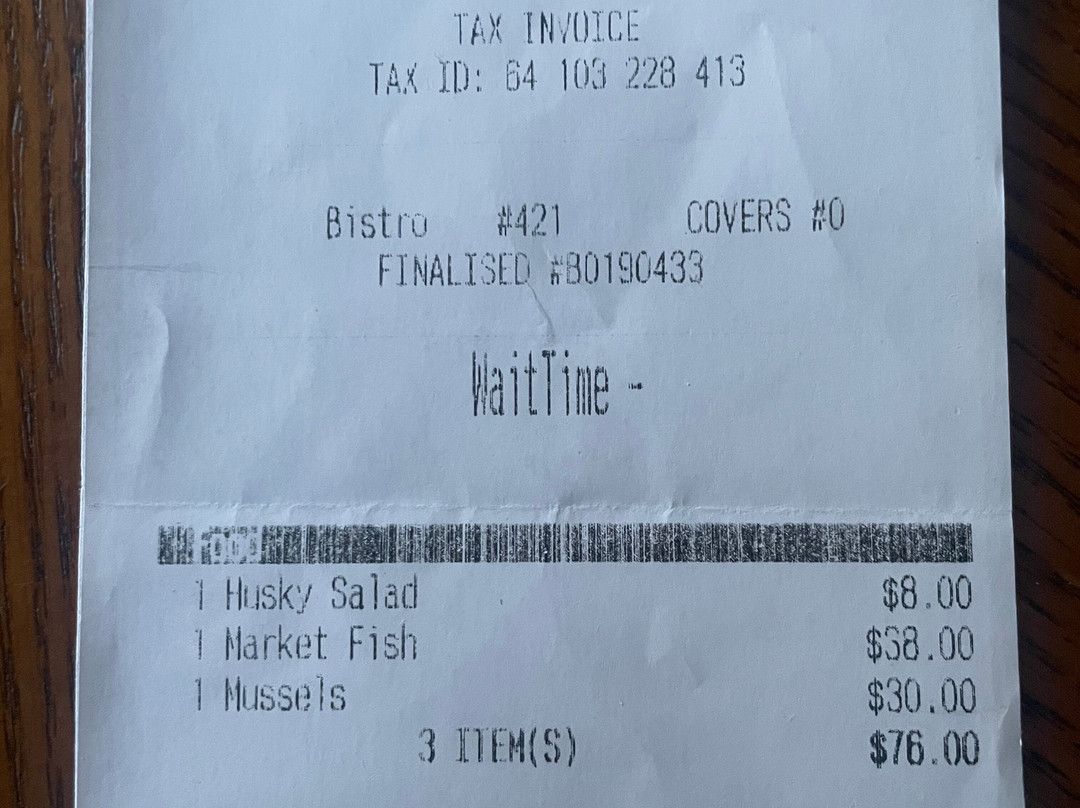 TAX INVOICE
TAX ID: 64 103 228 413
Bistro #421 COVERS #0
FINALISED #B0190433
WaitTime -
1 Husky Salad $8.00
1 Market Fish $38.00
1 Mussels $30.00
3 ITEM(S) $76.00